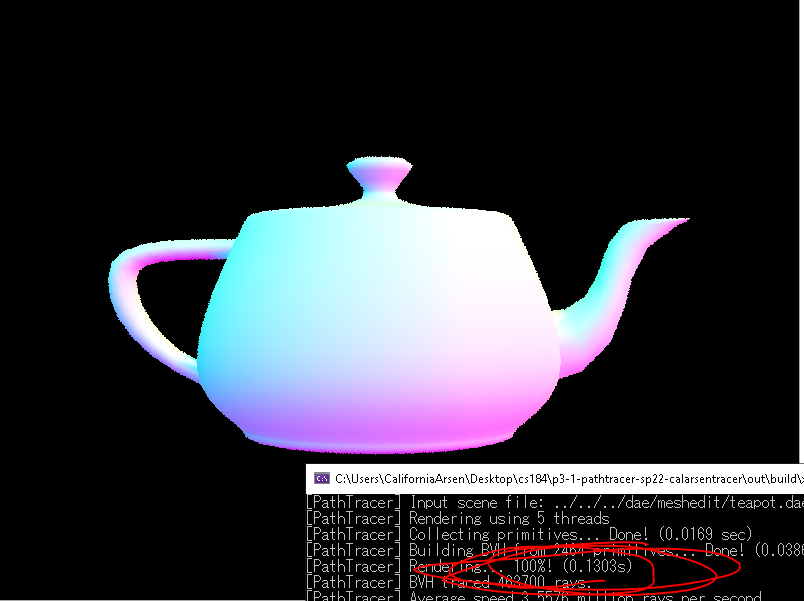 C:\Users\CaliforniaArsen\Desktop\cs184\p3-1-pathtracer-sp22-calarsentracer\out\build\
[PathTracer] Input scene file: ../../../dae/meshedit/teapot.dae
[PathTracer] Rendering using 5 threads
[PathTracer] Collecting primitives... Done! (0.0169 sec)
[PathTracer] Building BVH from 2464 primitives... Done! (0.038
[PathTracer] Rendering... 100%! (0.1303s)
[PathTracer] BVH traced 463700 rays.
[PathTracer] Average speed 3.5576 million rays per second.